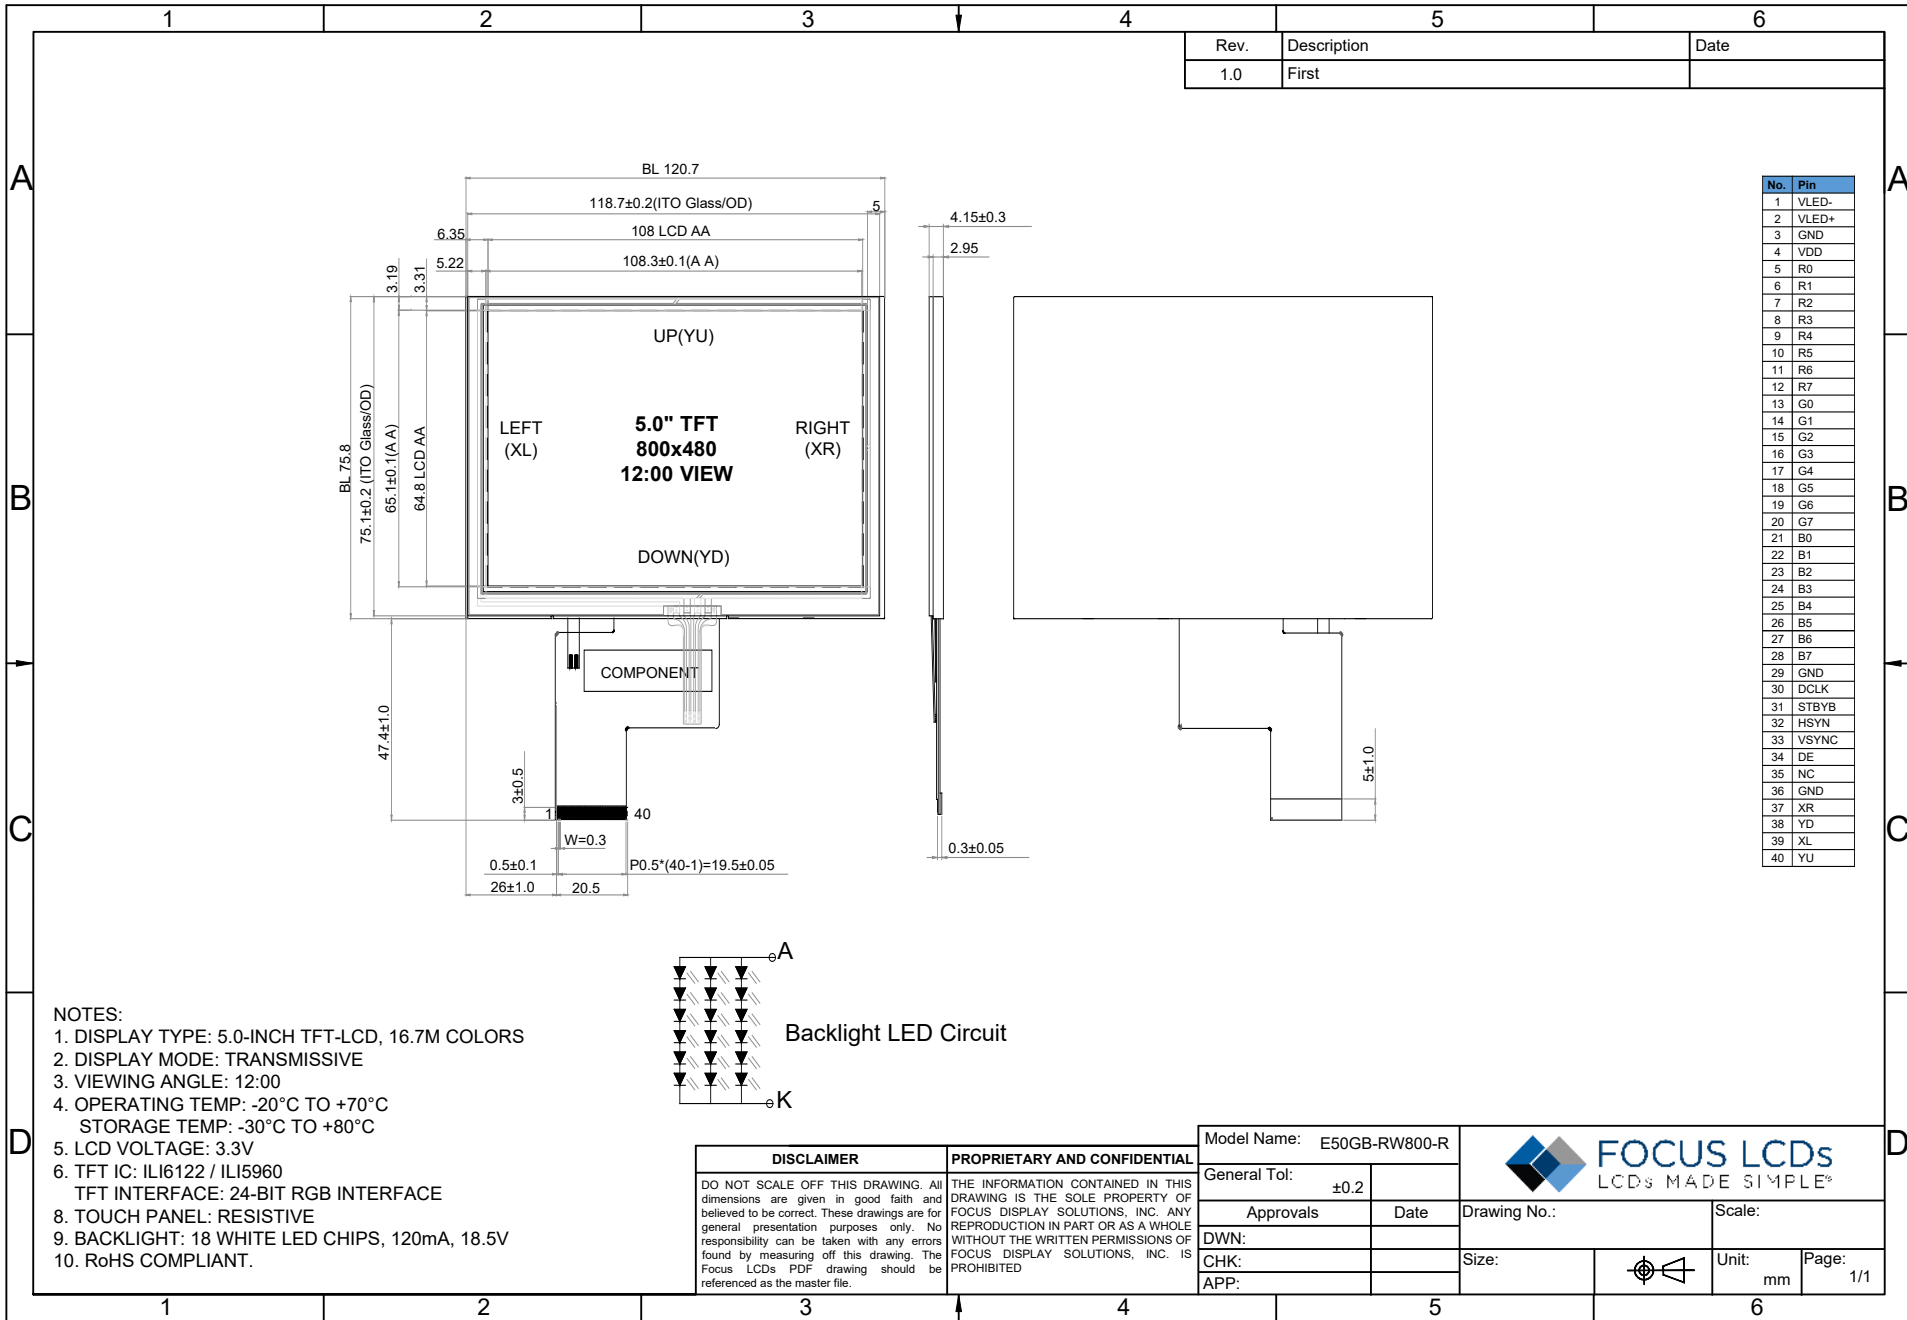 1 2 3 4 5 6
Rev. Description Date
1.0 First
A A
B B
C C
D D
BL 120.7
118.7±0.2(ITO Glass/OD)
5
6.35
108 LCD AA
5.22
108.3±0.1(A A)
3.19
3.31
4.15±0.3
2.95
BL 75.8
75.1±0.2 (ITO Glass/OD)
65.1±0.1(A A)
64.8 LCD AA
UP(YU)
LEFT
(XL)
5.0" TFT
800x480
12:00 VIEW
RIGHT
(XR)
DOWN(YD)
COMPONENT
47.4±1.0
3±0.5
1 40
W=0.3
0.5±0.1
P0.5*(40-1)=19.5±0.05
26±1.0
20.5
0.3±0.05
5±1.0
No. Pin
1 VLED-
2 VLED+
3 GND
4 VDD
5 R0
6 R1
7 R2
8 R3
9 R4
10 R5
11 R6
12 R7
13 G0
14 G1
15 G2
16 G3
17 G4
18 G5
19 G6
20 G7
21 B0
22 B1
23 B2
24 B3
25 B4
26 B5
27 B6
28 B7
29 GND
30 DCLK
31 STBYB
32 HSYN
33 VSYNC
34 DE
35 NC
36 GND
37 XR
38 YD
39 XL
40 YU
A
Backlight LED Circuit
K
NOTES:
1. DISPLAY TYPE: 5.0-INCH TFT-LCD, 16.7M COLORS
2. DISPLAY MODE: TRANSMISSIVE
3. VIEWING ANGLE: 12:00
4. OPERATING TEMP: -20°C TO +70°C
STORAGE TEMP: -30°C TO +80°C
5. LCD VOLTAGE: 3.3V
6. TFT IC: ILI6122 / ILI5960
TFT INTERFACE: 24-BIT RGB INTERFACE
8. TOUCH PANEL: RESISTIVE
9. BACKLIGHT: 18 WHITE LED CHIPS, 120mA, 18.5V
10. RoHS COMPLIANT.
DISCLAIMER
DO NOT SCALE OFF THIS DRAWING. All
dimensions are given in good faith and
believed to be correct. These drawings are for
general presentation purposes only. No
responsibility can be taken with any errors
found by measuring off this drawing. The
Focus LCDs PDF drawing should be
referenced as the master file.
PROPRIETARY AND CONFIDENTIAL
THE INFORMATION CONTAINED IN THIS
DRAWING IS THE SOLE PROPERTY OF
FOCUS DISPLAY SOLUTIONS, INC. ANY
REPRODUCTION IN PART OR AS A WHOLE
WITHOUT THE WRITTEN PERMISSIONS OF
FOCUS DISPLAY SOLUTIONS, INC. IS
PROHIBITED
Model Name: E50GB-RW800-R
General Tol: ±0.2
Approvals Date
DWN:
CHK:
APP:
FOCUS LCDs
LCDs MADE SIMPLE®
Drawing No.: Scale:
Size: Unit: mm Page: 1/1
1 2 3 4 5 6